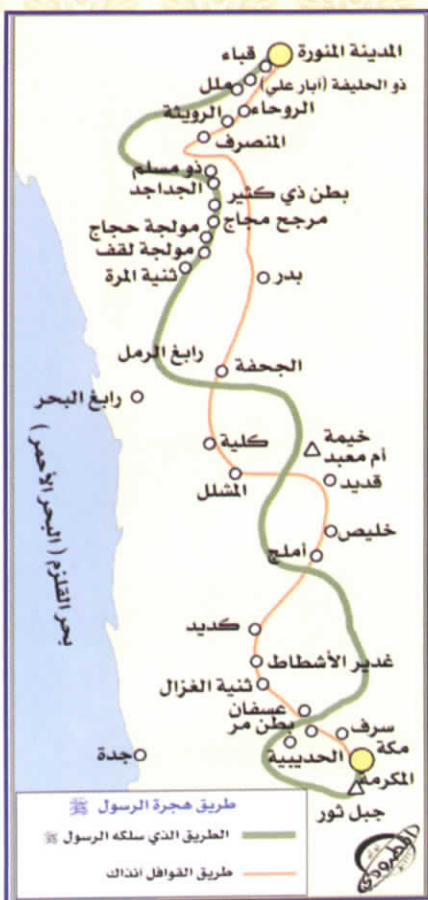 المدينة المنورة
قباء
ذو الحليفة (أبار علي)
ملل
الروحاء
الرويثة
المنصرف
ذو مسلم
الجداجد
بطن ذي كثير
مرجح مجاج
مولجة حجاج
مولجة لقف
ثنية المرة
بدر
رابغ الرمل
الجحفة
رابغ البحر
كلية
خيمة
أم معبد
المشلل
قديد
خليص
أملج
بحر القلزم ( البحر الأحمر )
كديد
غدير الأشطاط
ثنية الغزال
عسفان
بطن مر
سرف
الحديبية
مكة
المكرمة
جدة
جبل ثور
طريق هجرة الرسول ﷺ
الطريق الذي سلكه الرسول ﷺ
طريق القوافل آنذاك